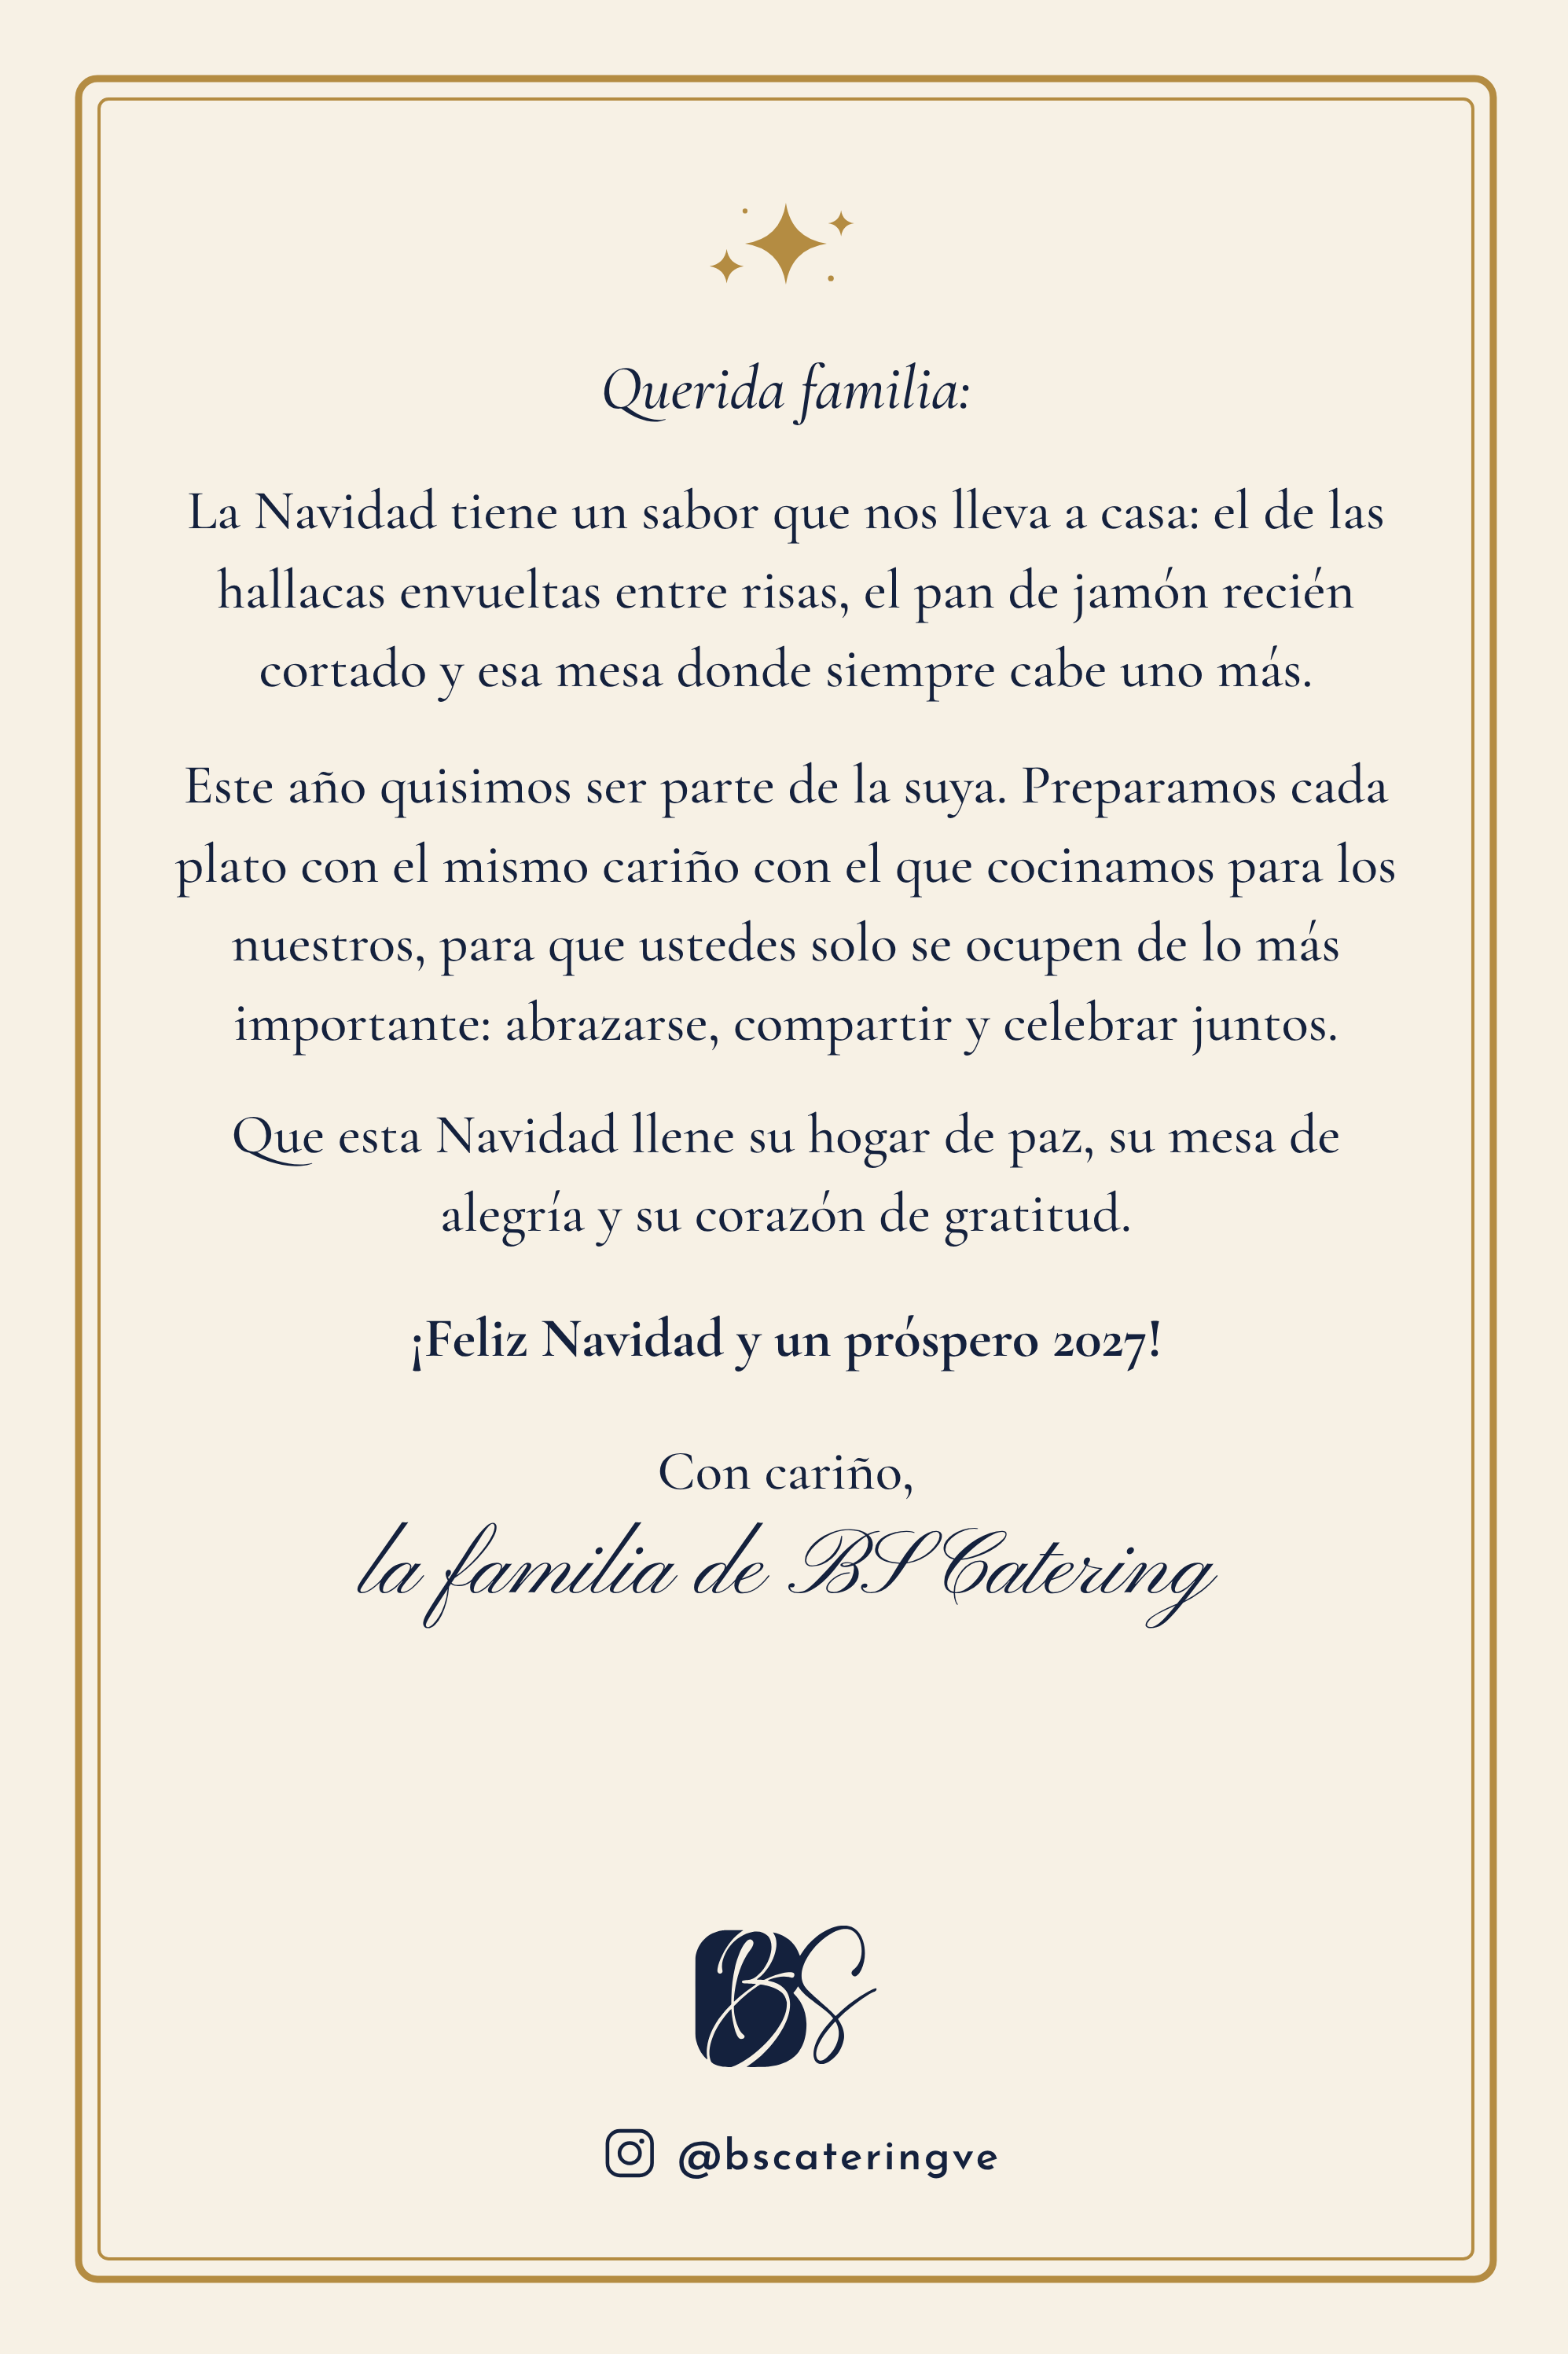 Querida familia:
La Navidad tiene un sabor que nos lleva a casa: el de las
hallacas envueltas entre risas, el pan de jamón recién
cortado y esa mesa donde siempre cabe uno más.
Este año quisimos ser parte de la suya. Preparamos cada
plato con el mismo cariño con el que cocinamos para los
nuestros, para que ustedes solo se ocupen de lo más
importante: abrazarse, compartir y celebrar juntos.
Que esta Navidad llene su hogar de paz, su mesa de
alegría y su corazón de gratitud.
¡Feliz Navidad y un próspero 2027!
Con cariño,
la familia de BS Catering
BS
@bscateringve